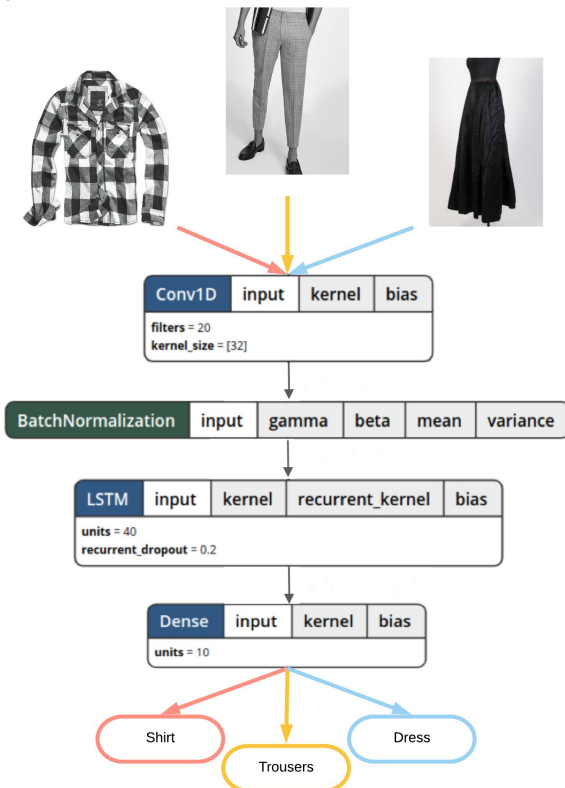 Conv1D input kernel bias
filters = 20
kernel_size = [32]
BatchNormalization input gamma beta mean variance
LSTM input kernel recurrent_kernel bias
units = 40
recurrent_dropout = 0.2
Dense input kernel bias
units = 10
Shirt
Trousers
Dress